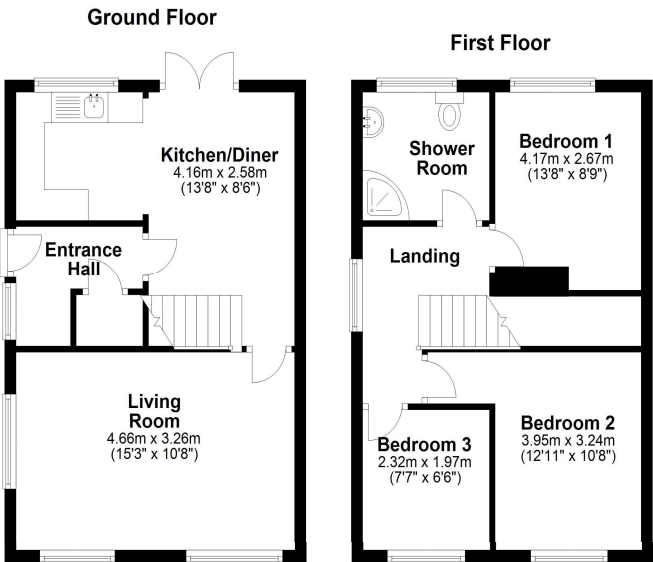 Ground Floor
First Floor
Kitchen/Diner
4.16m x 2.58m
(13'8" x 8'6")
Entrance
Hall
Living
Room
4.66m x 3.26m
(15'3" x 10'8")
Shower
Room
Bedroom 1
4.17m x 2.67m
(13'8" x 8'9")
Landing
Bedroom 2
3.95m x 3.24m
(12'11" x 10'8")
Bedroom 3
2.32m x 1.97m
(7'7" x 6'6")